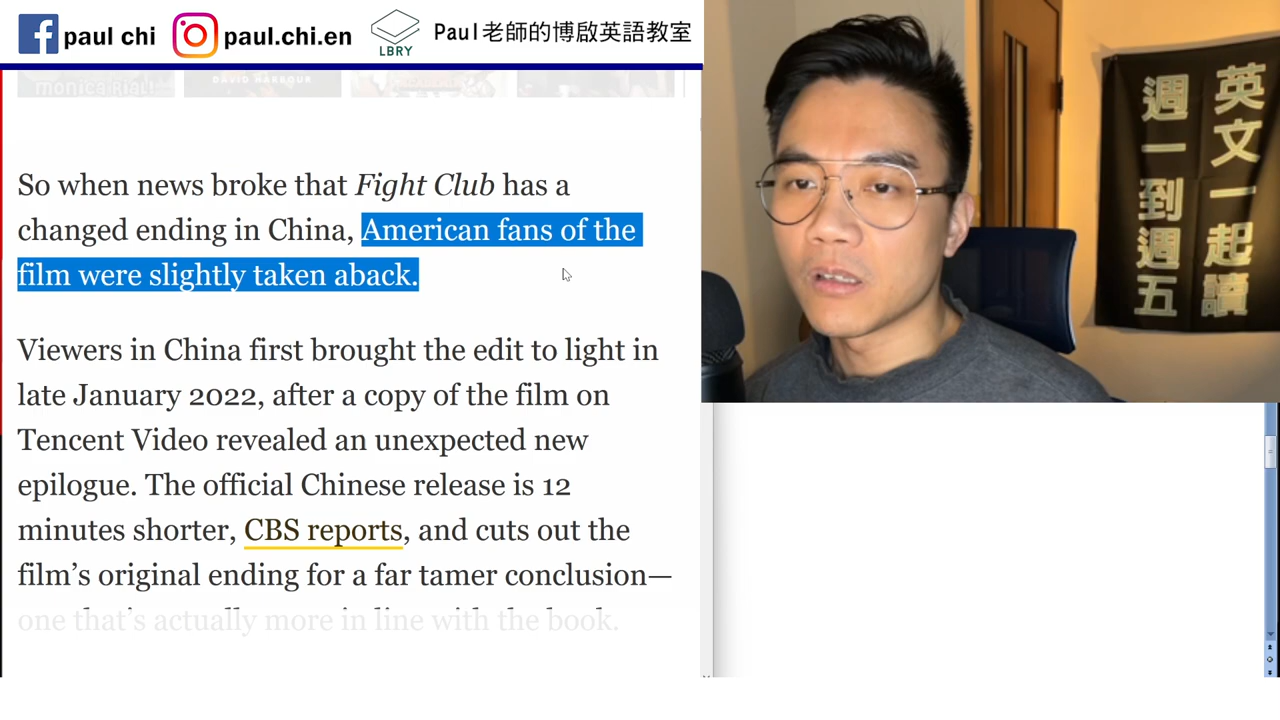 paul chi
paul.chi.en
LBRY
Paul老師的博啟英語教室
monica RIAL!
DAVID HARBOUR
So when news broke that Fight Club has a
changed ending in China, American fans of the
film were slightly taken aback.
Viewers in China first brought the edit to light in
late January 2022, after a copy of the film on
Tencent Video revealed an unexpected new
epilogue. The official Chinese release is 12
minutes shorter, CBS reports, and cuts out the
film’s original ending for a far tamer conclusion—
one that’s actually more in line with the book.
英文一起讀
週一到週五